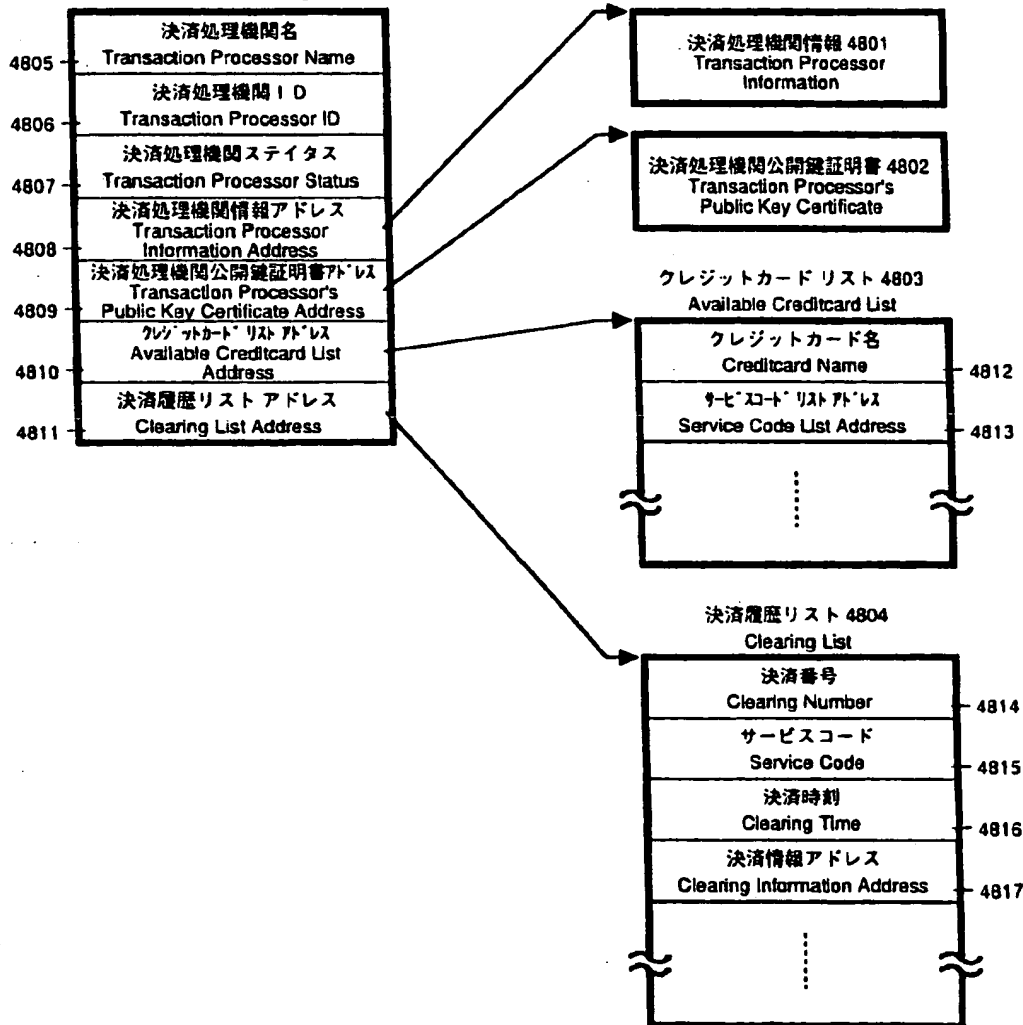 決済処理機関名
Transaction Processor Name
4805
決済処理機関ID
Transaction Processor ID
4806
決済処理機関ステイタス
Transaction Processor Status
4807
決済処理機関情報アドレス
Transaction Processor
Information Address
4808
決済処理機関公開鍵証明書アドレス
Transaction Processor's
Public Key Certificate Address
4809
クレジットカード リスト アドレス
Available Creditcard List
Address
4810
決済履歴リスト アドレス
Clearing List Address
4811
決済処理機関情報 4801
Transaction Processor
Information
決済処理機関公開鍵証明書 4802
Transaction Processor's
Public Key Certificate
クレジットカード リスト 4803
Available Creditcard List
クレジットカード名
Creditcard Name
4812
サービスコード リスト アドレス
Service Code List Address
4813
決済履歴リスト 4804
Clearing List
決済番号
Clearing Number
4814
サービスコード
Service Code
4815
決済時刻
Clearing Time
4816
決済情報アドレス
Clearing Information Address
4817